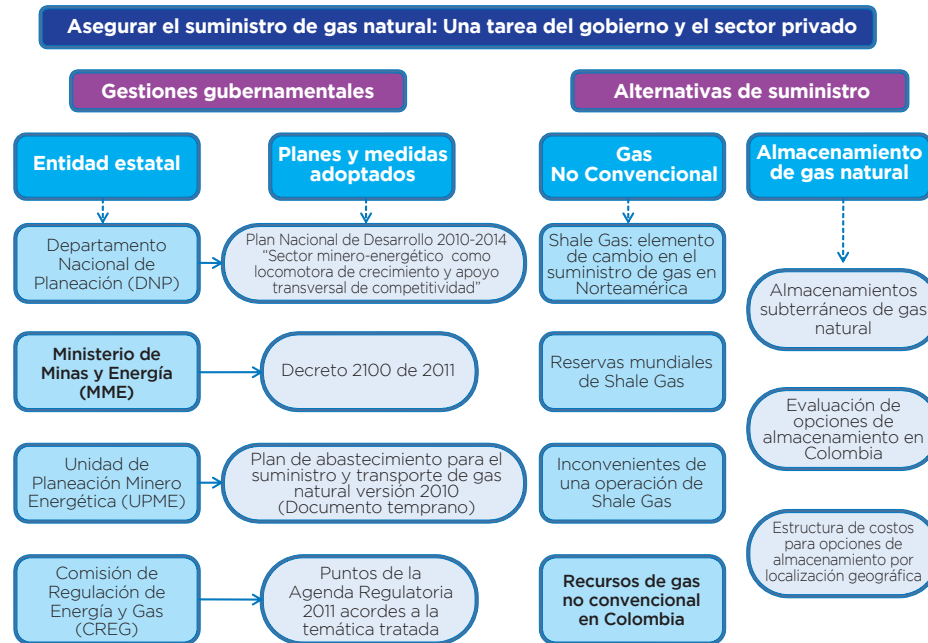 Asegurar el suministro de gas natural: Una tarea del gobierno y el sector privado
Gestiones gubernamentales
Alternativas de suministro
Entidad estatal
Planes y medidas
adoptados
Gas
No Convencional
Almacenamiento
de gas natural
Departamento
Nacional de
Planeación (DNP)
Plan Nacional de Desarrollo 2010-2014
“Sector minero-energético como
locomotora de crecimiento y apoyo
transversal de competitividad”
Shale Gas: elemento
de cambio en el
suministro de gas en
Norteamérica
Almacenamientos
subterráneos de gas
natural
Ministerio de
Minas y Energía
(MME)
Decreto 2100 de 2011
Reservas mundiales
de Shale Gas
Evaluación de
opciones de
almacenamiento en
Colombia
Unidad de
Planeación Minero
Energética (UPME)
Plan de abastecimiento para el
suministro y transporte de gas
natural versión 2010
(Documento temprano)
Inconvenientes de
una operación de
Shale Gas
Estructura de costos
para opciones de
almacenamiento por
localización geográfica
Comisión de
Regulación de
Energía y Gas
(CREG)
Puntos de la
Agenda Regulatoria
2011 acordes a la
temática tratada
Recursos de gas
no convencional
en Colombia